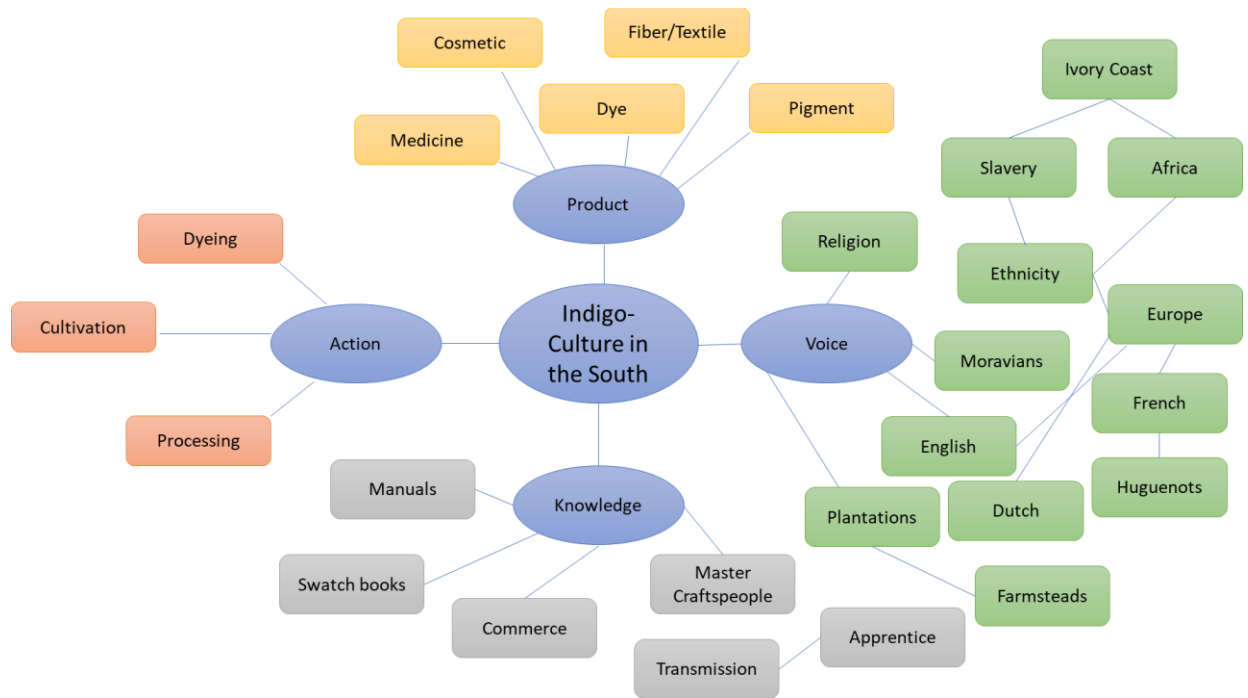 Cosmetic
Fiber/Textile
Ivory Coast
Medicine
Dye
Pigment
Product
Slavery
Africa
Dyeing
Religion
Ethnicity
Cultivation
Action
Indigo-
Culture in
the South
Voice
Europe
Moravians
Processing
English
French
Manuals
Knowledge
Plantations
Dutch
Huguenots
Swatch books
Commerce
Master
Craftspeople
Farmsteads
Transmission
Apprentice